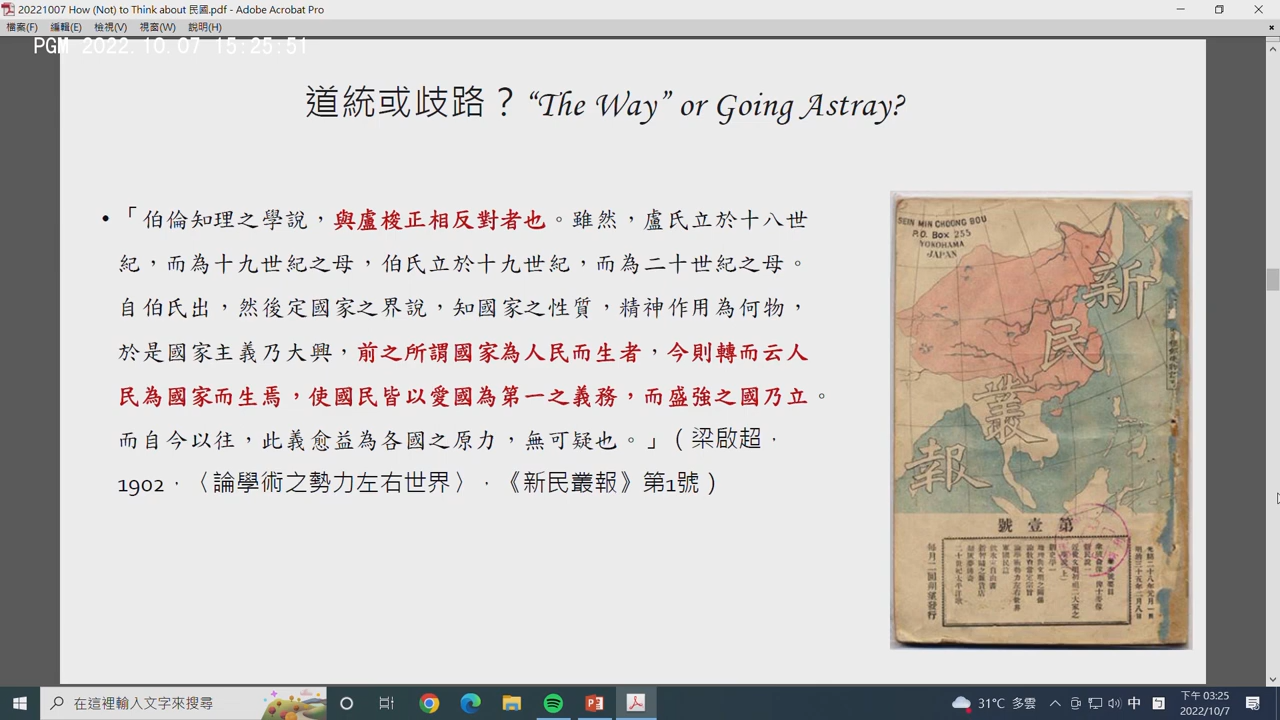 20221007 How (Not) to Think about 民國.pdf - Adobe Acrobat Pro
檔案(F) 編輯(E) 檢視(V) 視窗(W) 說明(H)
PGM 2022.10.07 15:25:51
道統或歧路？“The Way” or Going Astray?
• 「伯倫知理之學說，與盧梭正相反對者也。雖然，盧氏立於十八世
紀，而為十九世紀之母，伯氏立於十九世紀，而為二十世紀之母。
自伯氏出，然後定國家之界說，知國家之性質，精神作用為何物，
於是國家主義乃大興，前之所謂國家為人民而生者，今則轉而云人
民為國家而生焉，使國民皆以愛國為第一之義務，而盛強之國乃立。
而自今以往，此義愈益為各國之原力，無可疑也。」（梁啟超．
1902．〈論學術之勢力左右世界〉．《新民叢報》第1號）
SEIN MIN CHOONG BOU
P.O. Box 255
YOKOHAMA
JAPAN
新民叢報
第壹號
每月二回朔望發行
在這裡輸入文字來搜尋
31°C 多雲
中
下午 03:25
2022/10/7